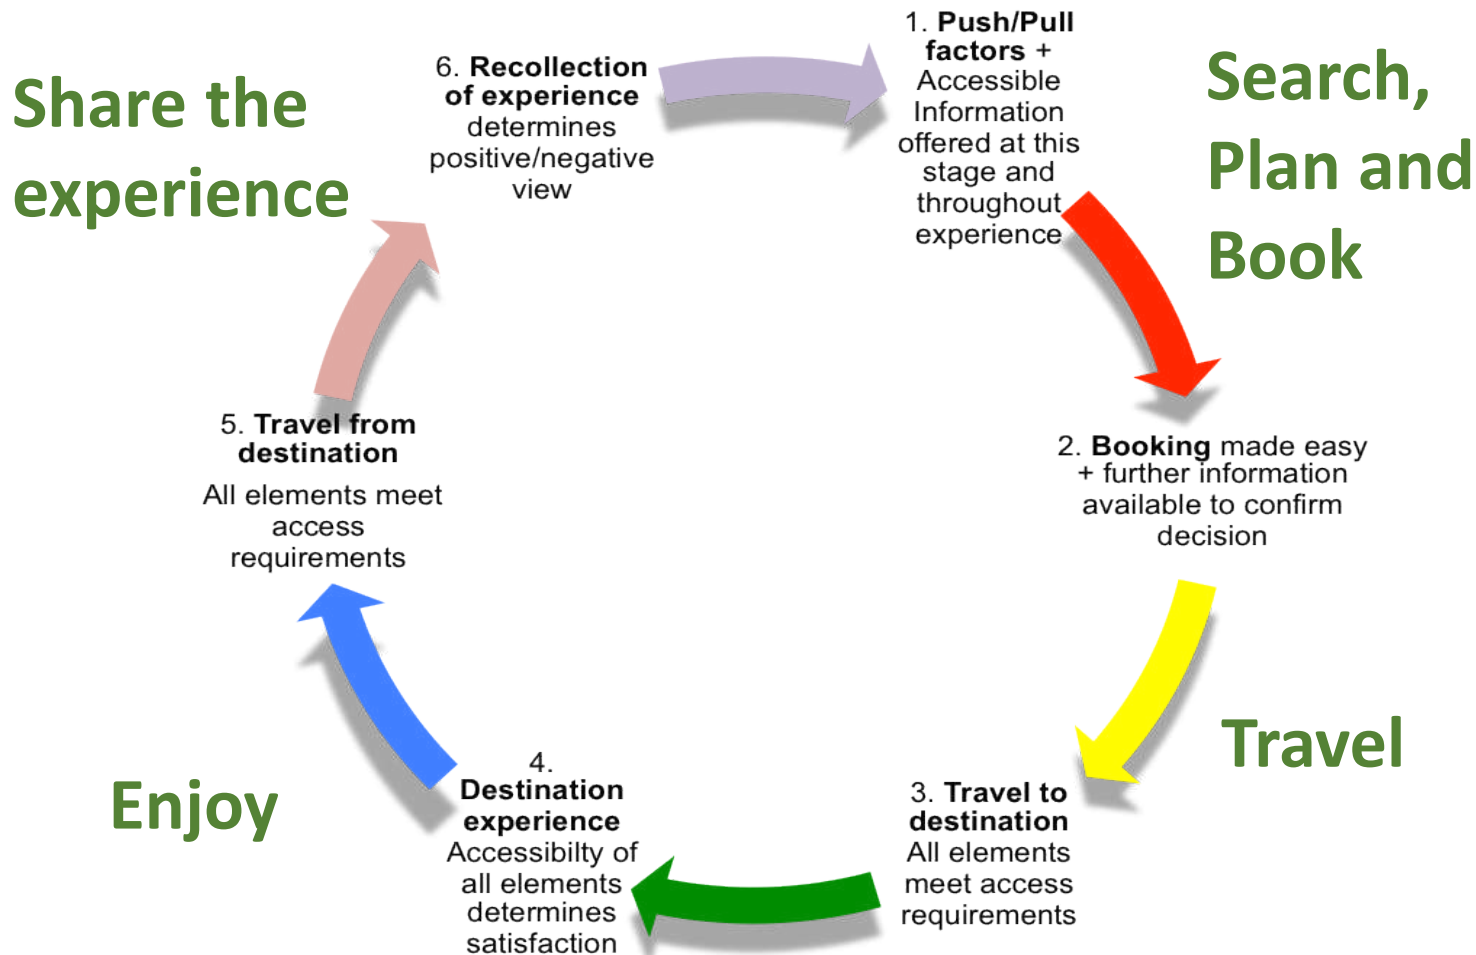 Share the
experience
6. Recollection
of experience
determines
positive/negative
view
1. Push/Pull
factors +
Accessible
Information
offered at this
stage and
throughout
experience
Search,
Plan and
Book
2. Booking made easy
+ further information
available to confirm
decision
Travel
3. Travel to
destination
All elements
meet access
requirements
4.
Destination
experience
Accessibilty of
all elements
determines
satisfaction
Enjoy
5. Travel from
destination
All elements meet
access
requirements